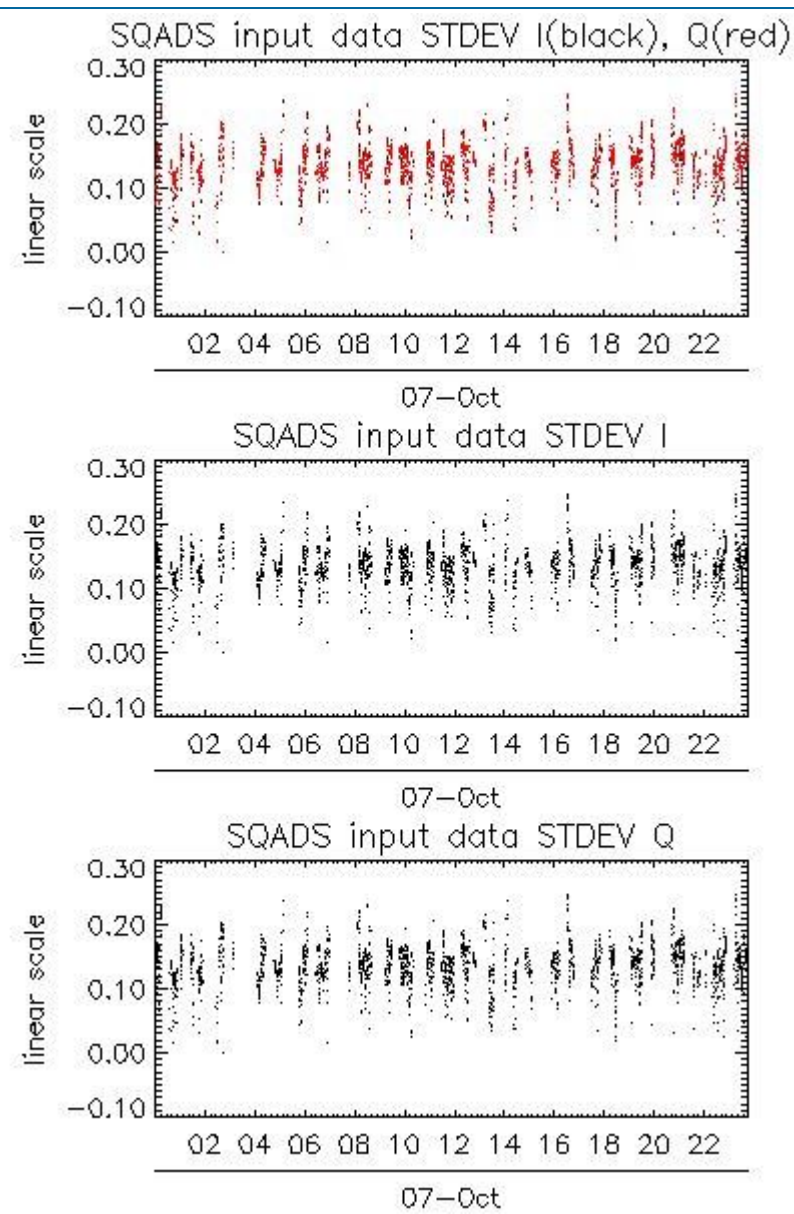 SQADS input data STDEV I(black), Q(red)
0.30
0.20
0.10
0.00
−0.10
linear scale
02 04 06 08 10 12 14 16 18 20 22
07−Oct
SQADS input data STDEV I
0.30
0.20
0.10
0.00
−0.10
linear scale
02 04 06 08 10 12 14 16 18 20 22
07−Oct
SQADS input data STDEV Q
0.30
0.20
0.10
0.00
−0.10
linear scale
02 04 06 08 10 12 14 16 18 20 22
07−Oct